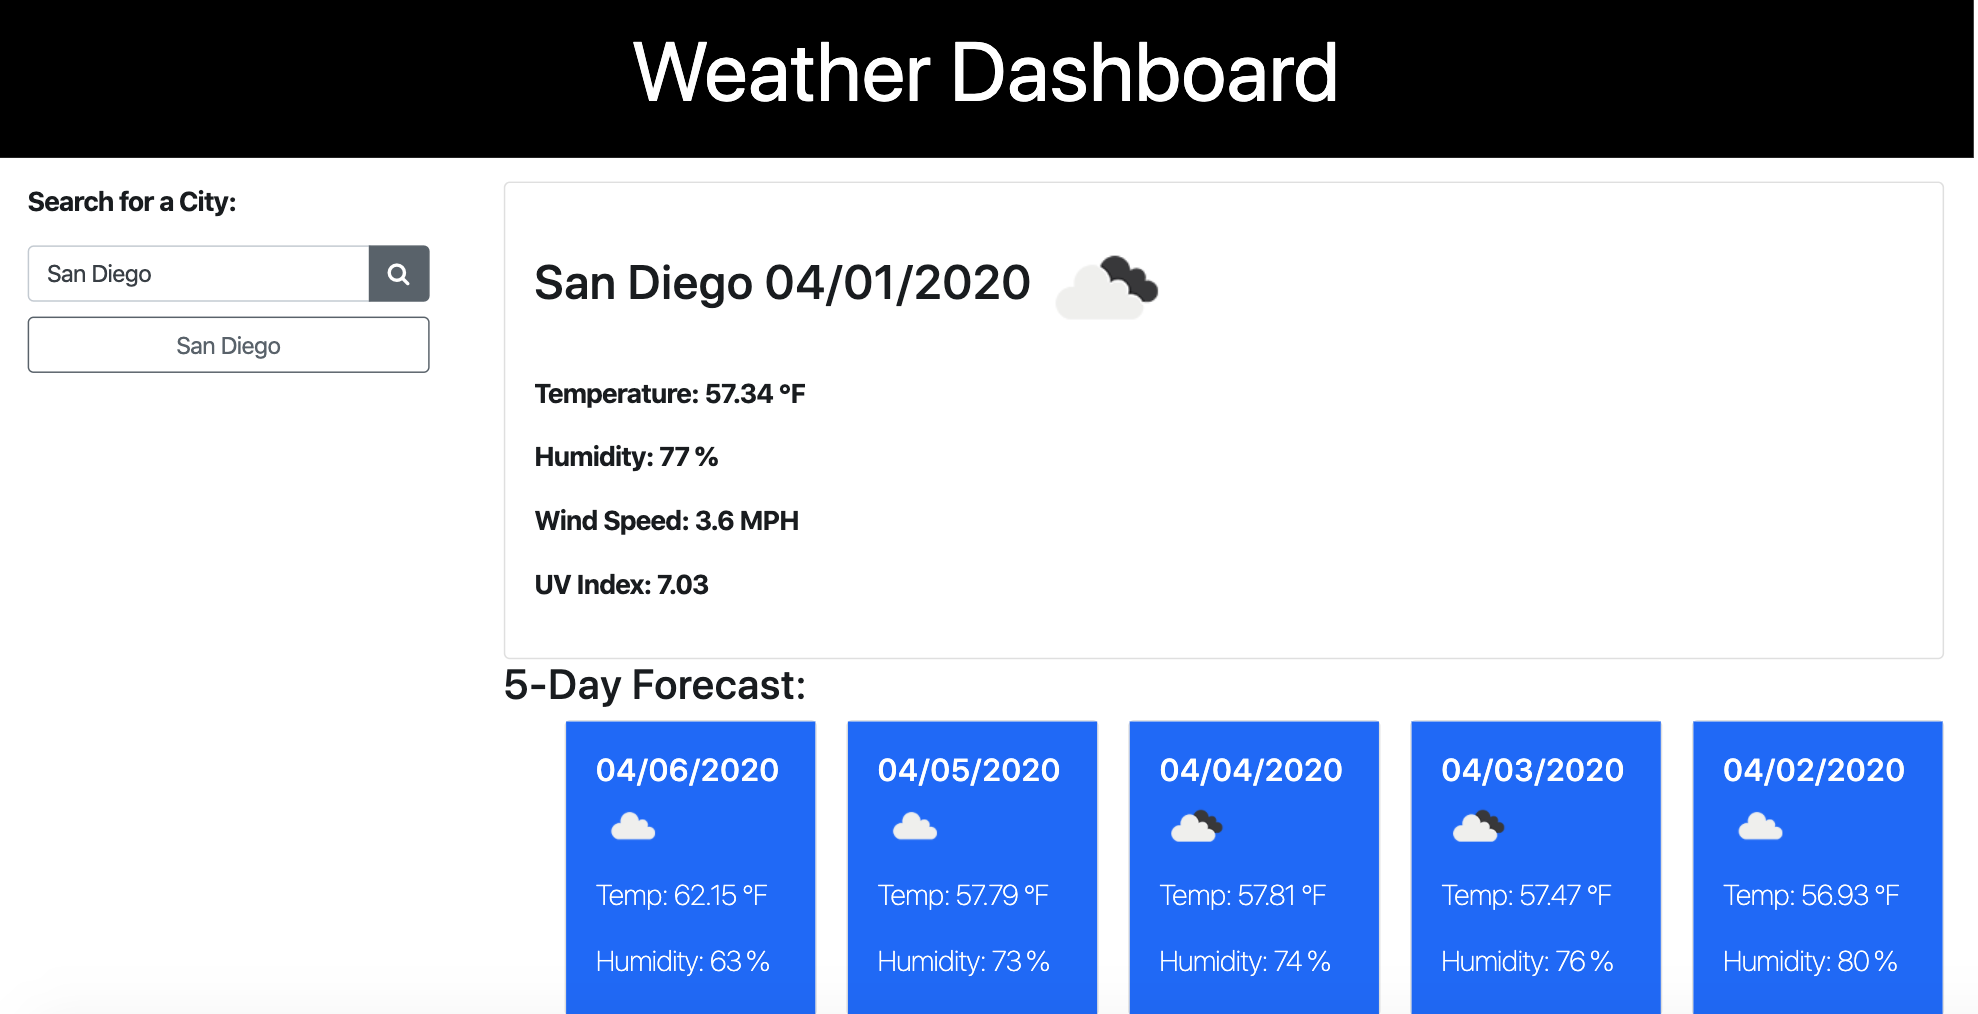 Weather Dashboard
Search for a City:
San Diego
San Diego
San Diego 04/01/2020
Temperature: 57.34 °F
Humidity: 77 %
Wind Speed: 3.6 MPH
UV Index: 7.03
5-Day Forecast:
04/06/2020
Temp: 62.15 °F
Humidity: 63 %
04/05/2020
Temp: 57.79 °F
Humidity: 73 %
04/04/2020
Temp: 57.81 °F
Humidity: 74 %
04/03/2020
Temp: 57.47 °F
Humidity: 76 %
04/02/2020
Temp: 56.93 °F
Humidity: 80 %